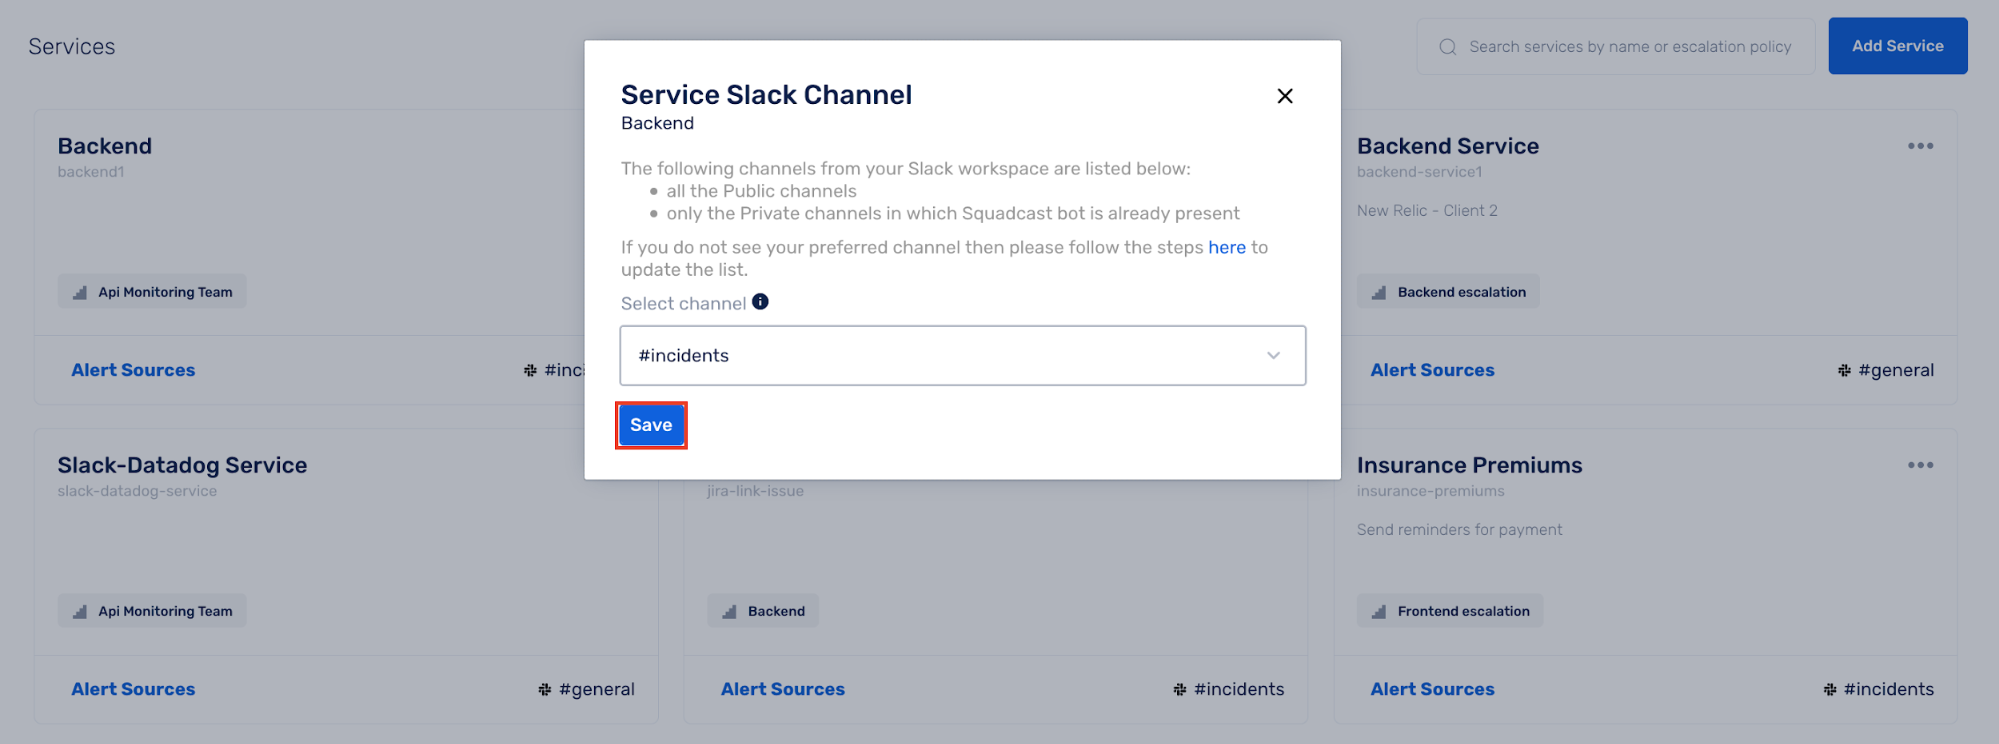 Services
Search services by name or escalation policy
Add Service
Service Slack Channel
Backend
The following channels from your Slack workspace are listed below:
all the Public channels
only the Private channels in which Squadcast bot is already present
If you do not see your preferred channel then please follow the steps here to
update the list.
Select channel
#incidents
Save
Backend
backend1
Api Monitoring Team
Alert Sources
Backend Service
backend-service1
New Relic - Client 2
Backend escalation
Alert Sources
#general
Slack-Datadog Service
slack-datadog-service
Api Monitoring Team
Alert Sources
#general
jira-link-issue
Backend
Alert Sources
#incidents
Insurance Premiums
insurance-premiums
Send reminders for payment
Frontend escalation
Alert Sources
#incidents